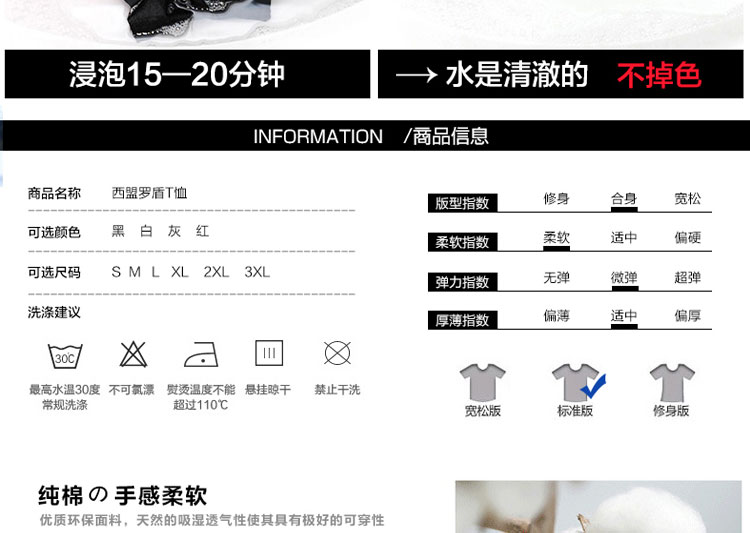 浸泡15—20分钟
→水是清澈的 不掉色
INFORMATION /商品信息
商品名称 西盟罗盾T恤
可选颜色 黑 白 灰 红
可选尺码 S M L XL 2XL 3XL
洗涤建议
30℃
最高水温30度
常规洗涤
不可氯漂
熨烫温度不能
超过110℃
悬挂晾干
禁止干洗
版型指数 修身 合身 宽松
柔软指数 柔软 适中 偏硬
弹力指数 无弹 微弹 超弹
厚薄指数 偏薄 适中 偏厚
宽松版 标准版 修身版
纯棉の手感柔软
优质环保面料，天然的吸湿透气性使其具有极好的可穿性